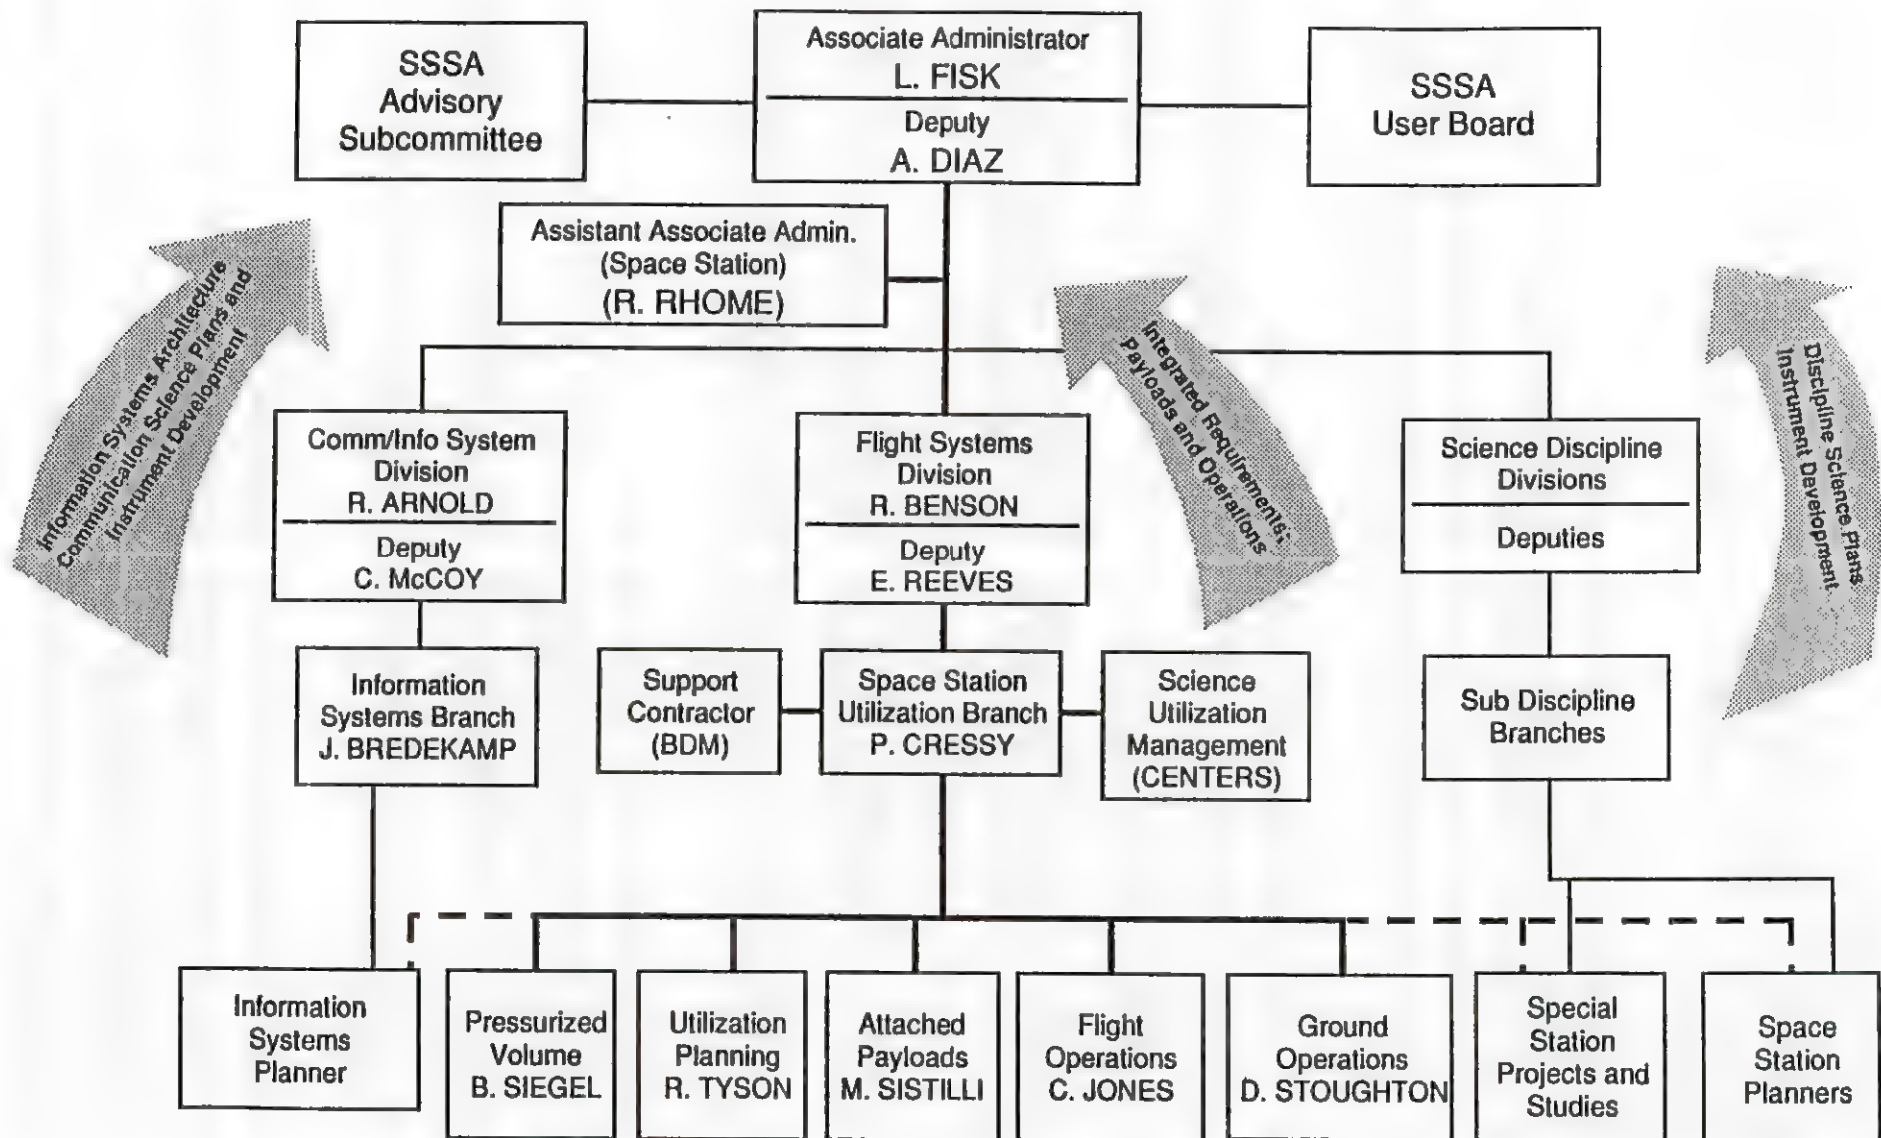 SSSA
Advisory
Subcommittee
Associate Administrator
L. FISK
Deputy
A. DIAZ
SSSA
User Board
Assistant Associate Admin.
(Space Station)
(R. RHOME)
Information Systems Architecture
Communication Science Plans and
Instrument Development
Integrated Requirements;
Payloads and Operations
Discipline Science Plans
Instrument Development
Comm/Info System
Division
R. ARNOLD
Deputy
C. McCOY
Flight Systems
Division
R. BENSON
Deputy
E. REEVES
Science Discipline
Divisions
Deputies
Information
Systems Branch
J. BREDEKAMP
Support
Contractor
(BDM)
Space Station
Utilization Branch
P. CRESSY
Science
Utilization
Management
(CENTERS)
Sub Discipline
Branches
Information
Systems
Planner
Pressurized
Volume
B. SIEGEL
Utilization
Planning
R. TYSON
Attached
Payloads
M. SISTILLI
Flight
Operations
C. JONES
Ground
Operations
D. STOUGHTON
Special
Station
Projects and
Studies
Space
Station
Planners